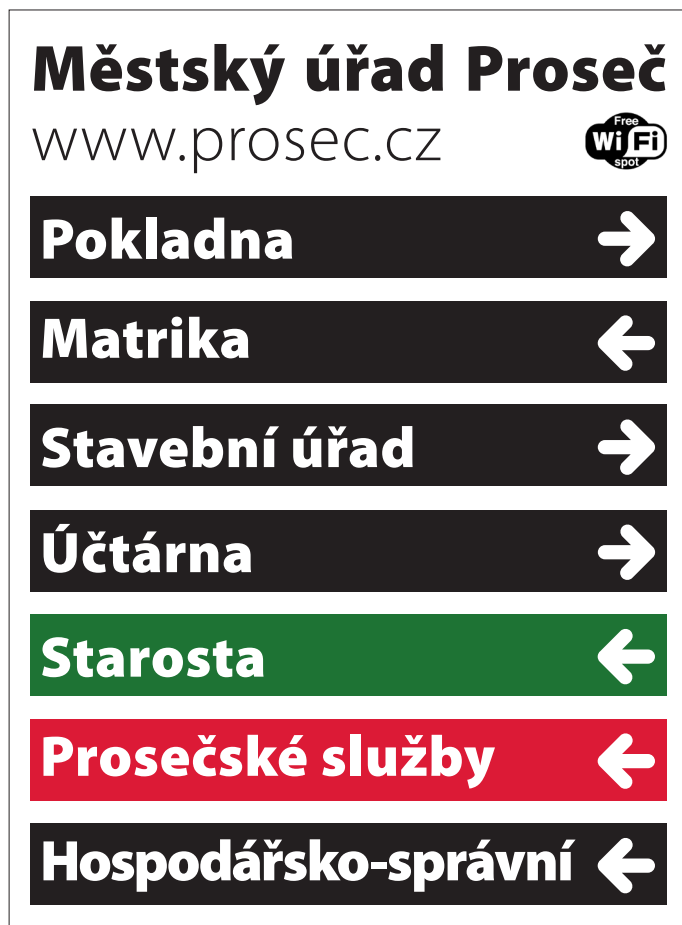 Městský úřad Proseč
www.prosec.cz
Free
Wi Fi
spot
Pokladna
Matrika
Stavební úřad
Účtárna
Starosta
Prosečské služby
Hospodářsko-správní